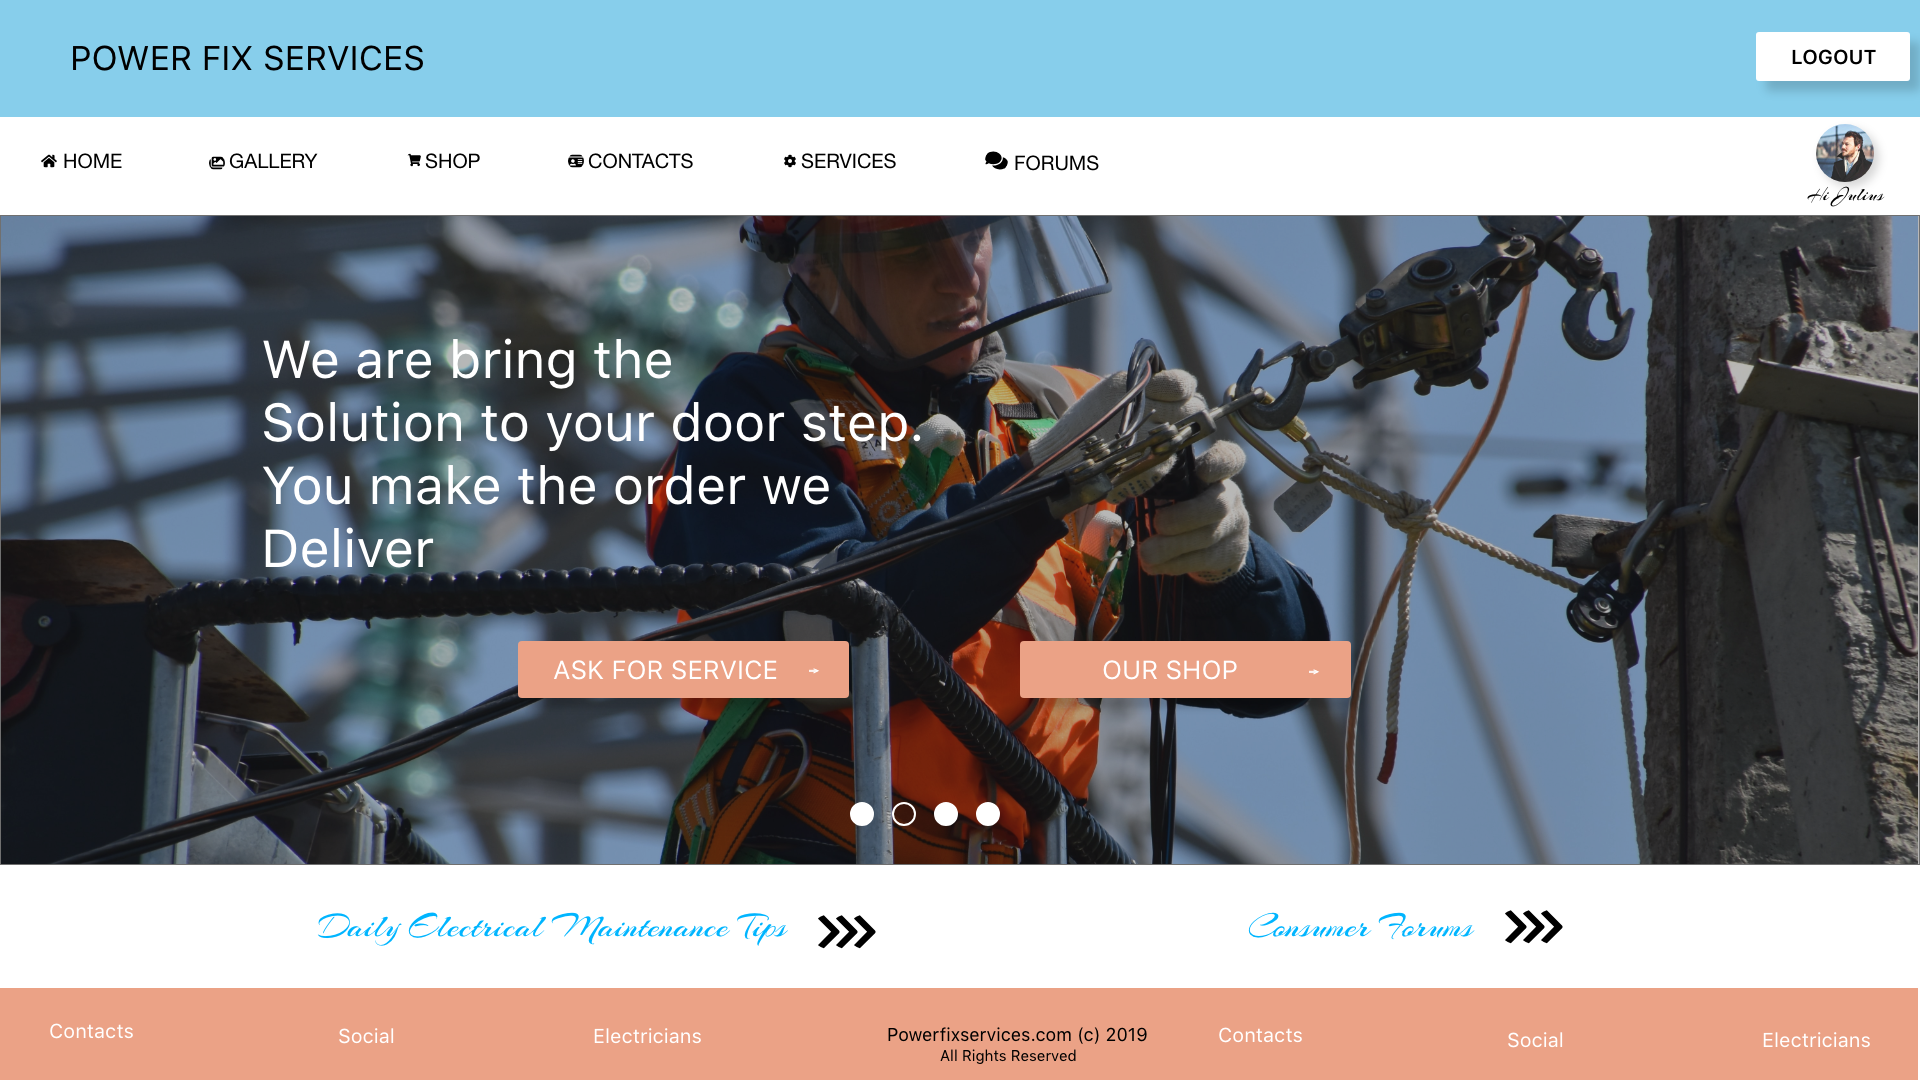 POWER FIX SERVICES
LOGOUT
HOME
GALLERY
SHOP
CONTACTS
SERVICES
FORUMS
Hi Julius
We are bring the
Solution to your door step.
You make the order we
Deliver
ASK FOR SERVICE
OUR SHOP
Daily Electrical Maintenance Tips
Consumer Forums
Contacts
Social
Electricians
Powerfixservices.com (c) 2019
All Rights Reserved
Contacts
Social
Electricians